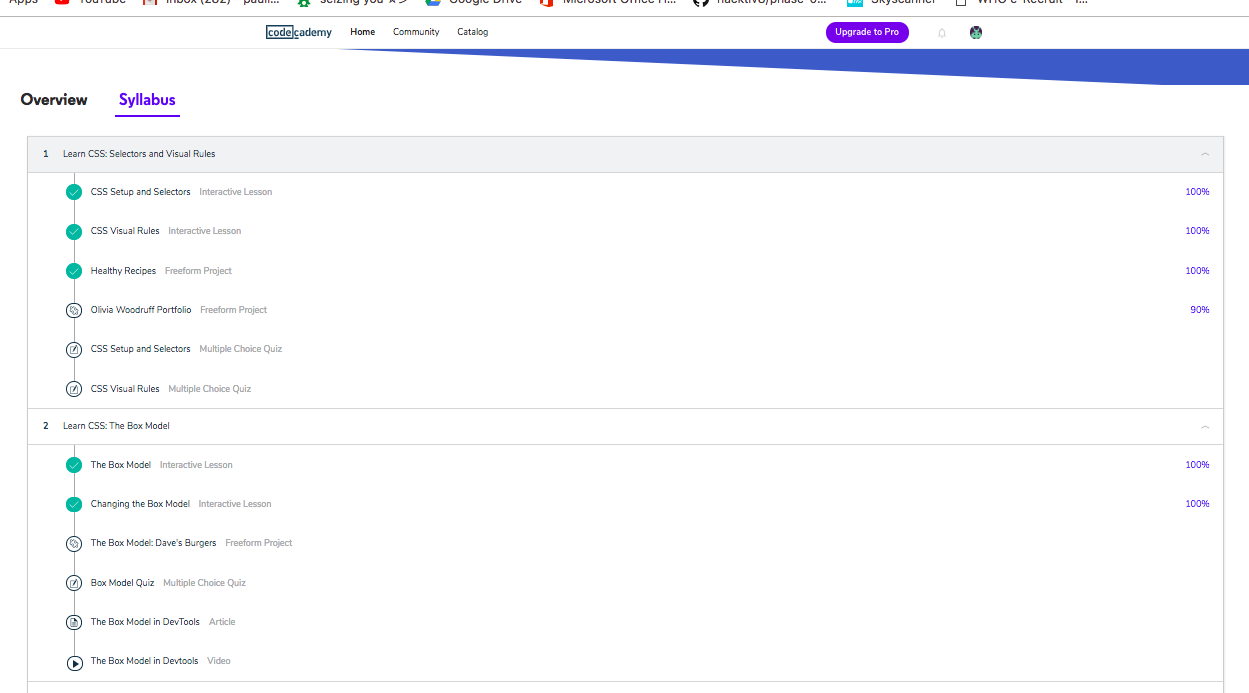 Apps YouTube Inbox (282) - pauli... seizing you Google Drive Microsoft Office H... hacktiv8/phase-0... Skyscanner WHO e-Recruit - I...
codecademy Home Community Catalog Upgrade to Pro
Overview Syllabus
1 Learn CSS: Selectors and Visual Rules
CSS Setup and Selectors Interactive Lesson 100%
CSS Visual Rules Interactive Lesson 100%
Healthy Recipes Freeform Project 100%
Olivia Woodruff Portfolio Freeform Project 90%
CSS Setup and Selectors Multiple Choice Quiz
CSS Visual Rules Multiple Choice Quiz
2 Learn CSS: The Box Model
The Box Model Interactive Lesson 100%
Changing the Box Model Interactive Lesson 100%
The Box Model: Dave's Burgers Freeform Project
Box Model Quiz Multiple Choice Quiz
The Box Model in DevTools Article
The Box Model in Devtools Video